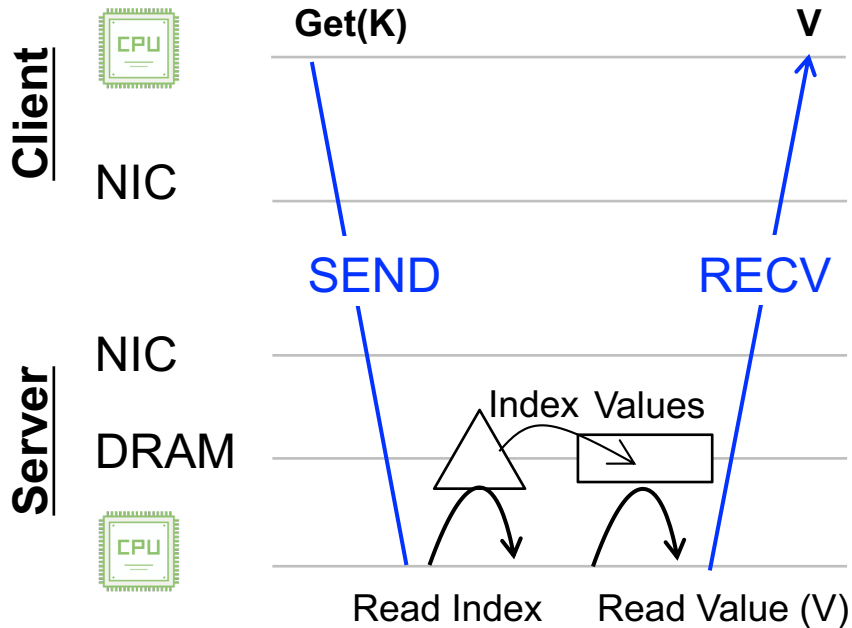 Get(K)
V
Client
CPU
NIC
SEND
RECV
NIC
Index
Values
Server
DRAM
CPU
Read Index
Read Value (V)